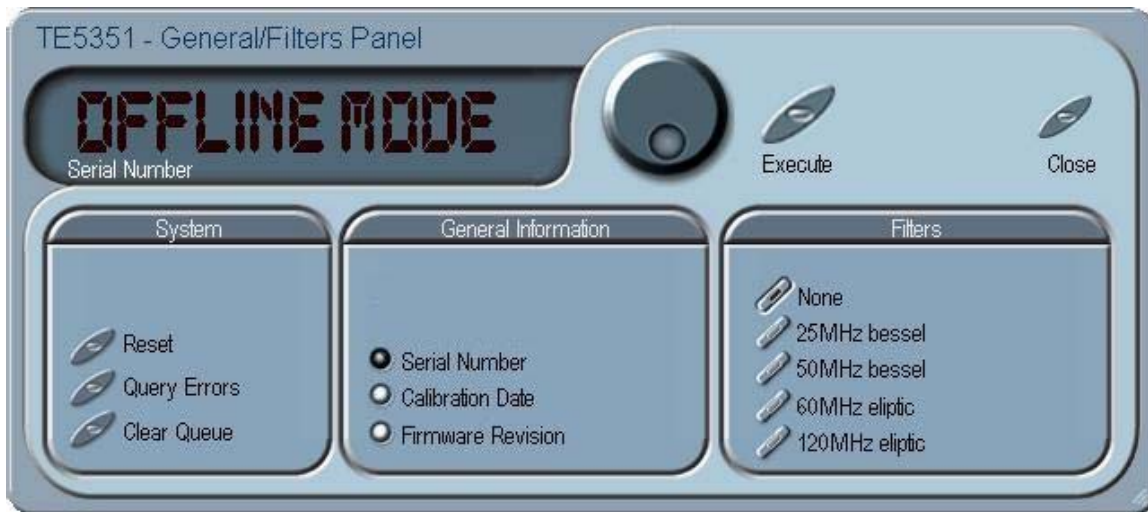 TE5351 - General/Filters Panel
OFFLINE MODE
Serial Number
Execute
Close
System
Reset
Query Errors
Clear Queue
General Information
Serial Number
Calibration Date
Firmware Revision
Filters
None
25MHz bessel
50MHz bessel
60MHz eliptic
120MHz eliptic